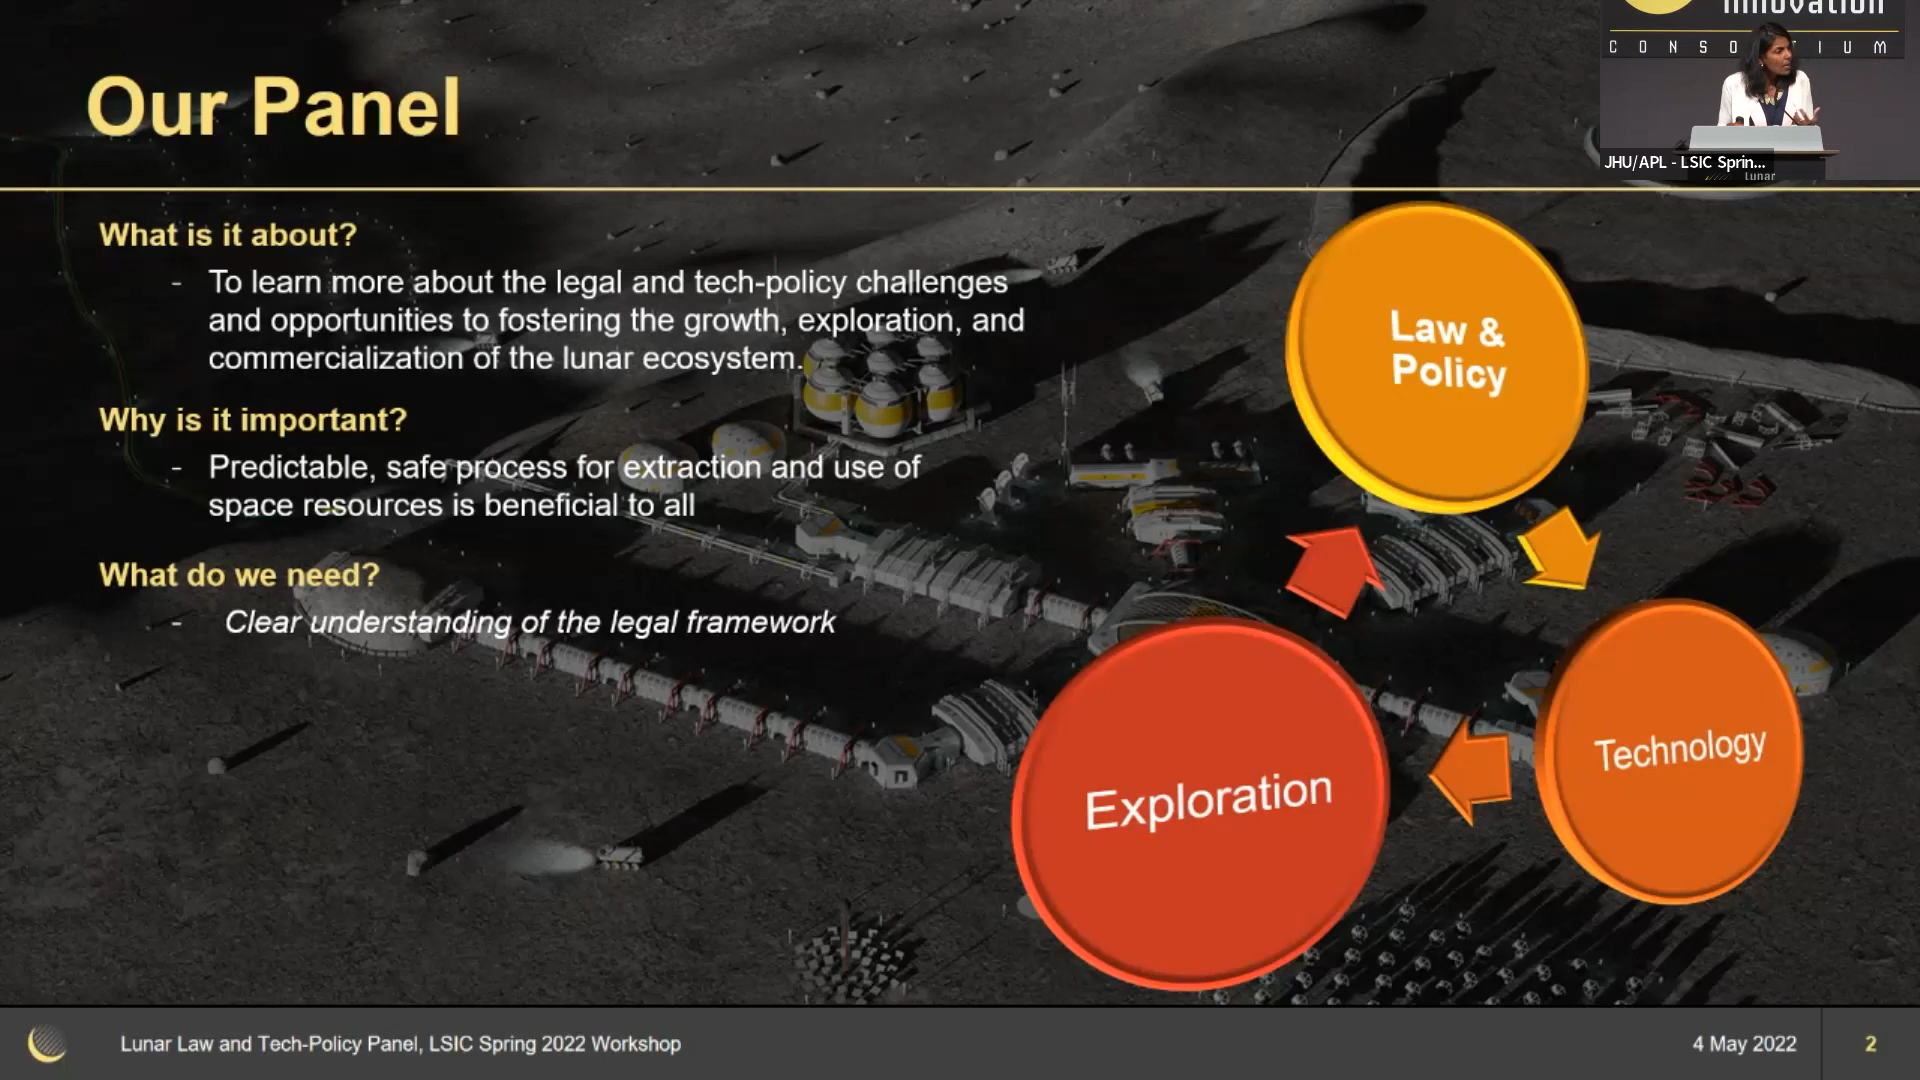 Our Panel
What is it about?
- To learn more about the legal and tech-policy challenges
and opportunities to fostering the growth, exploration, and
commercialization of the lunar ecosystem.
Why is it important?
- Predictable, safe process for extraction and use of
space resources is beneficial to all
What do we need?
- Clear understanding of the legal framework
Law &
Policy
Technology
Exploration
Innovation
JHU/APL - LSIC Sprin...
Lunar
Lunar Law and Tech-Policy Panel, LSIC Spring 2022 Workshop
4 May 2022
2